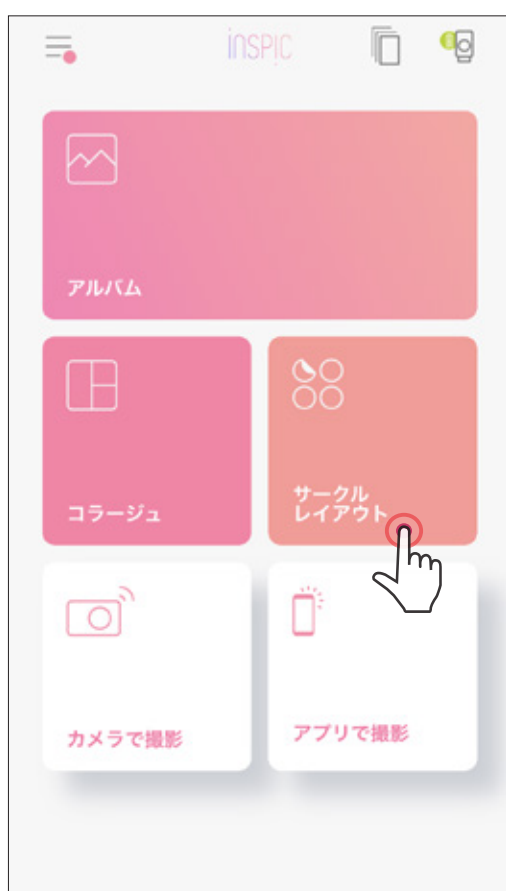 inspic
アルバム
コラージュ
サークル
レイアウト
カメラで撮影
アプリで撮影